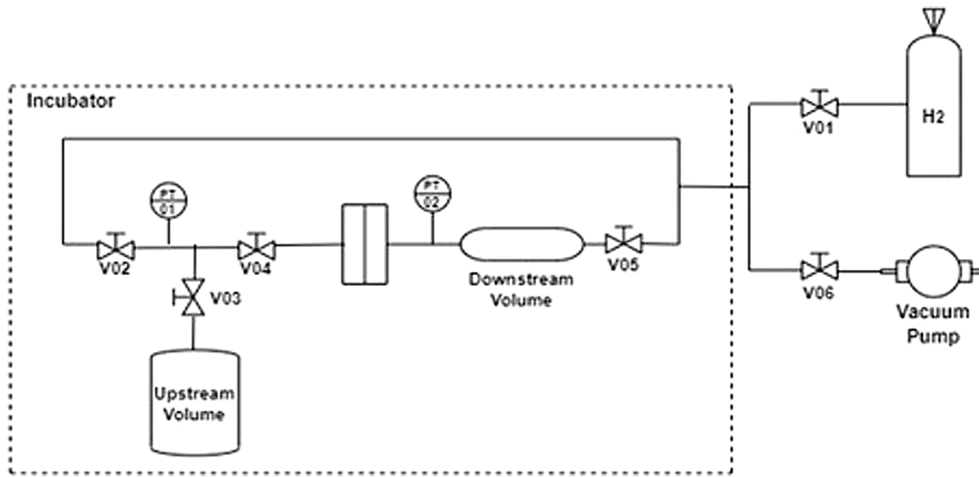 Incubator
H2
V01
PT
01
PT
02
V02
V04
V05
Downstream
Volume
V03
V06
Vacuum
Pump
Upstream
Volume